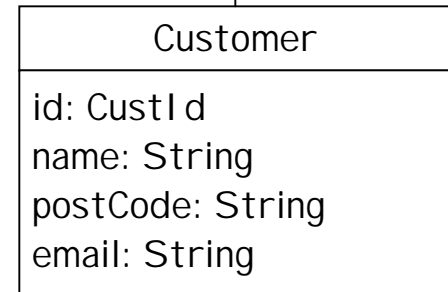 Customer
id: CustId
name: String
postCode: String
email: String